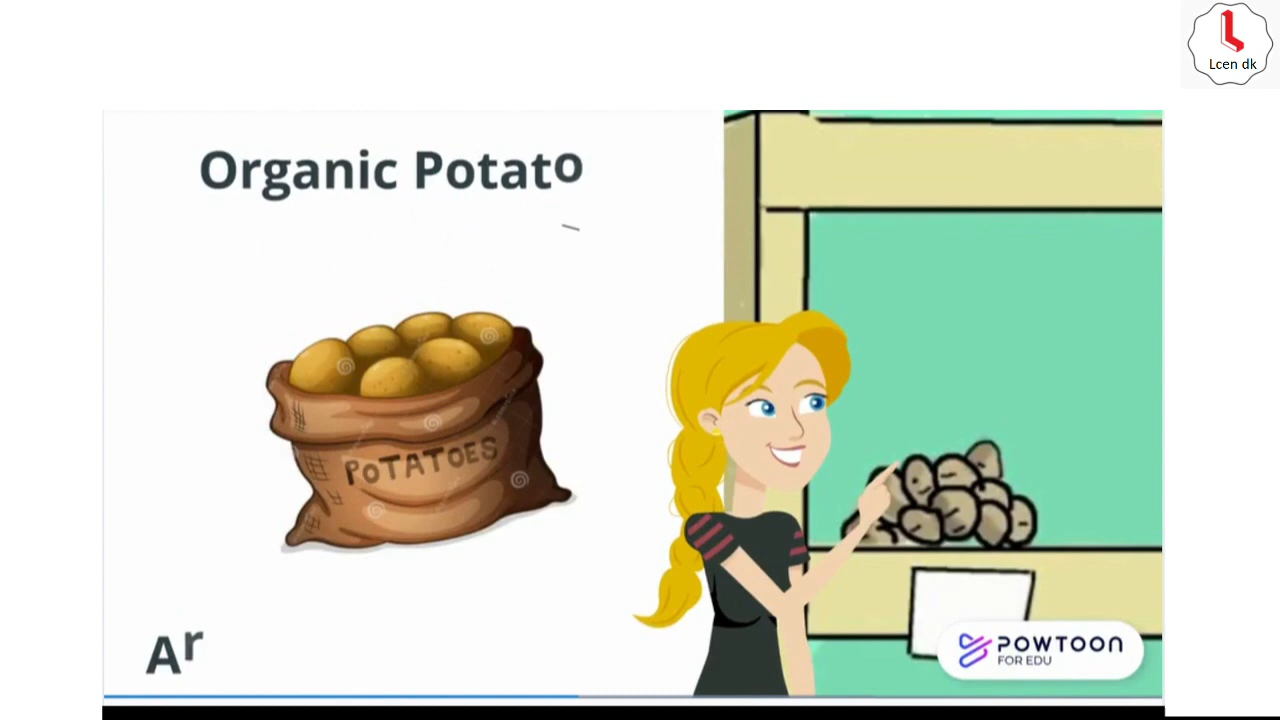 Lcen dk
Organic Potato
POTATOES
Ar
POWTOON
FOR EDU